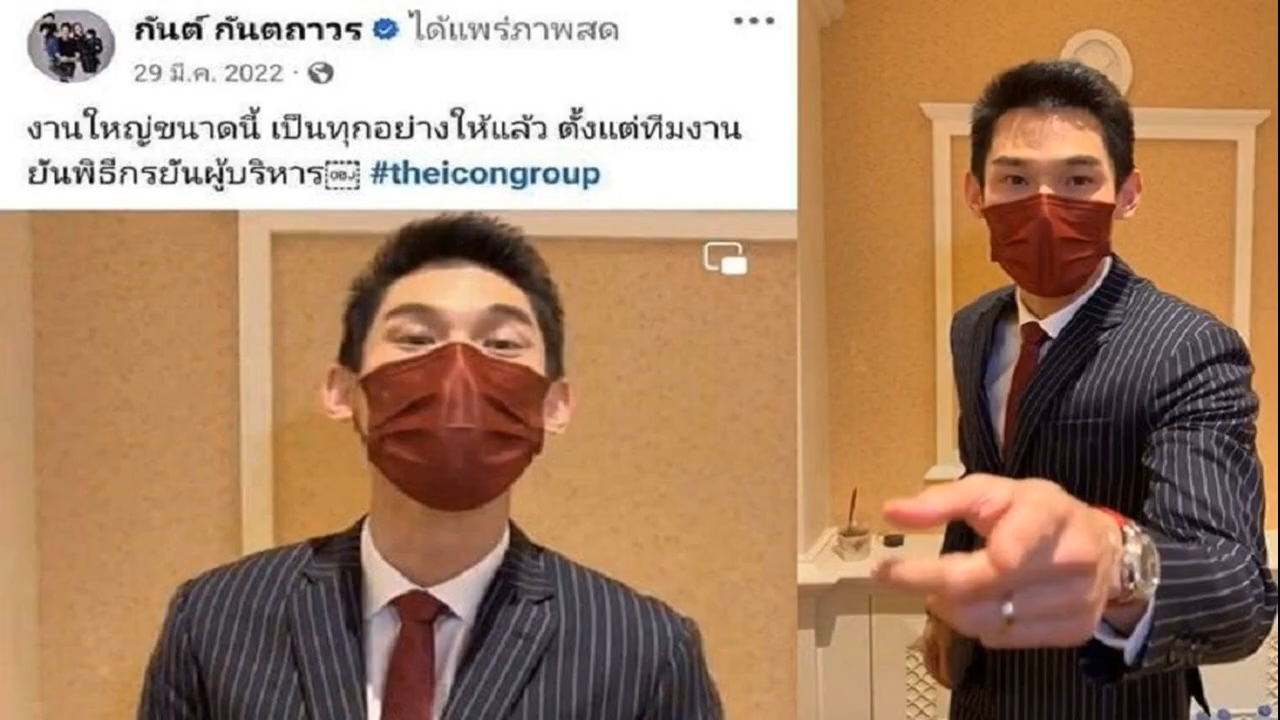 กันต์ กันตถาวร ได้แพร่ภาพสด
29 มี.ค. 2022 ·
งานใหญ่ขนาดนี้ เป็นทุกอย่างให้แล้ว ตั้งแต่ทีมงาน
ยันพิธีกรยันผู้บริหาร￼ #theicongroup